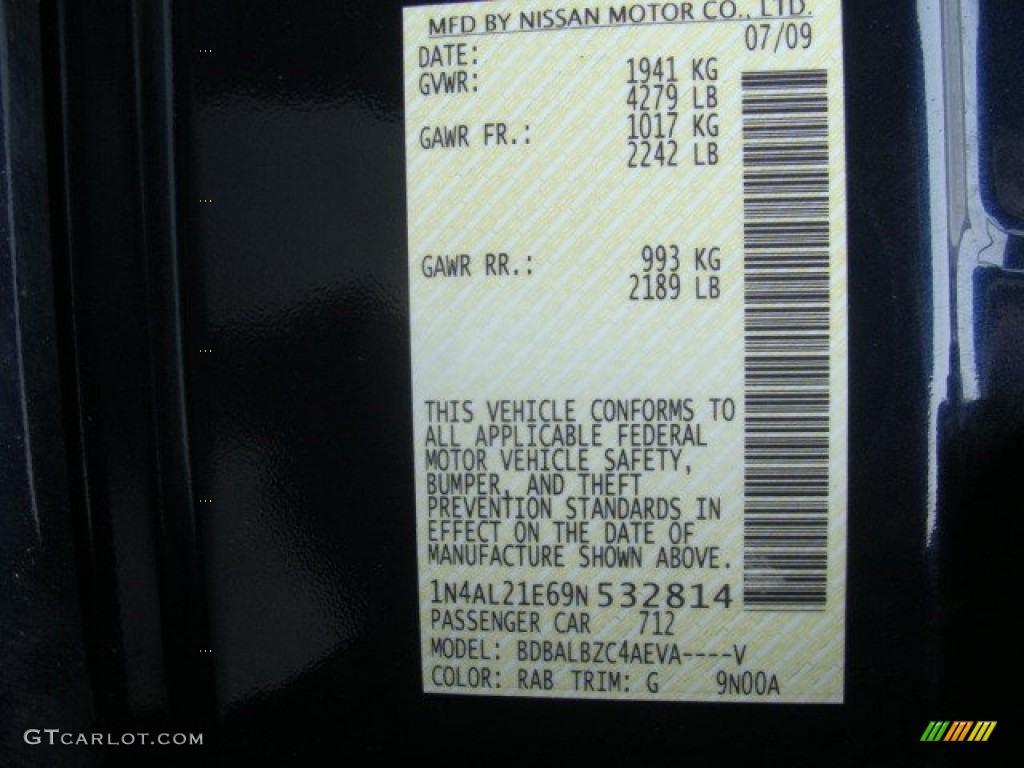 MFD BY NISSAN MOTOR CO., LTD.
DATE: 07/09
GVWR: 1941 KG
4279 LB
GAWR FR.: 1017 KG
2242 LB
GAWR RR.: 993 KG
2189 LB
THIS VEHICLE CONFORMS TO
ALL APPLICABLE FEDERAL
MOTOR VEHICLE SAFETY,
BUMPER, AND THEFT
PREVENTION STANDARDS IN
EFFECT ON THE DATE OF
MANUFACTURE SHOWN ABOVE.
1N4AL21E69N532814
PASSENGER CAR 712
MODEL: BDBALBZC4AEVA----V
COLOR: RAB TRIM: G 9N00A
GTCARLOT.COM